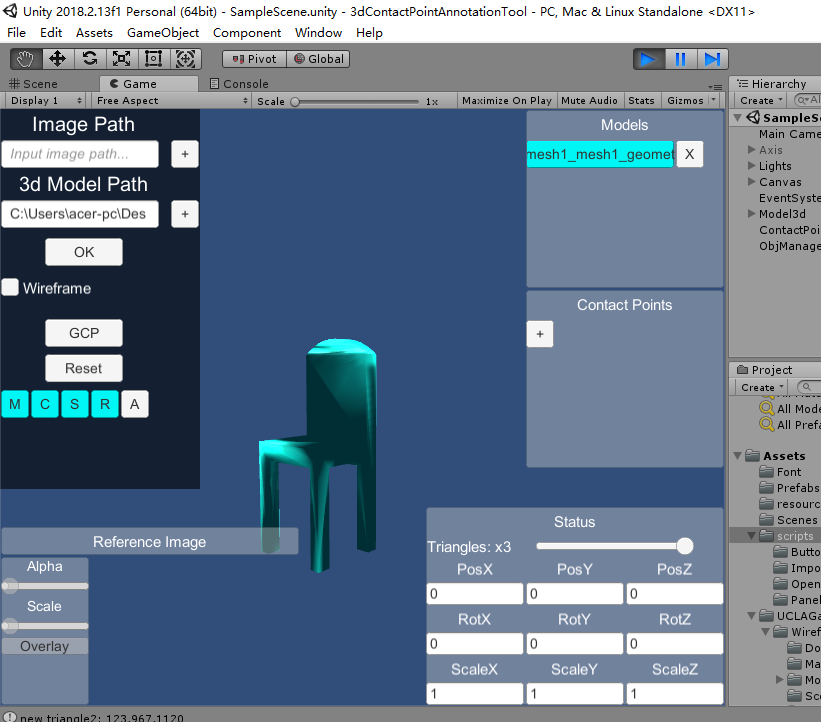 Unity 2018.2.13f1 Personal (64bit) - SampleScene.unity - 3dContactPointAnnotationTool - PC, Mac & Linux Standalone <DX11>
File Edit Assets GameObject Component Window Help
Pivot Global
Scene Game Console
Display 1 Free Aspect Scale 1x Maximize On Play Mute Audio Stats Gizmos
Image Path
Input image path...
+
3d Model Path
C:\Users\acer-pc\Des
+
OK
Wireframe
GCP
Reset
M C S R A
Models
mesh1_mesh1_geomet
X
Contact Points
+
Reference Image
Alpha
Scale
Overlay
Status
Triangles: x3
PosX PosY PosZ
0 0 0
RotX RotY RotZ
0 0 0
ScaleX ScaleY ScaleZ
1 1 1
new triangle2: 123,967,1120
Hierarchy
Create All
SampleSc
Main Came
Axis
Lights
Canvas
EventSyste
Model3d
ContactPoi
ObjManage
Project
Create
All Mode
All Prefa
Assets
Font
Prefabs
resourc
Scenes
scripts
Butto
Impo
Open
Panel
UCLAGa
Wiref
Do
Ma
Mo
Sce